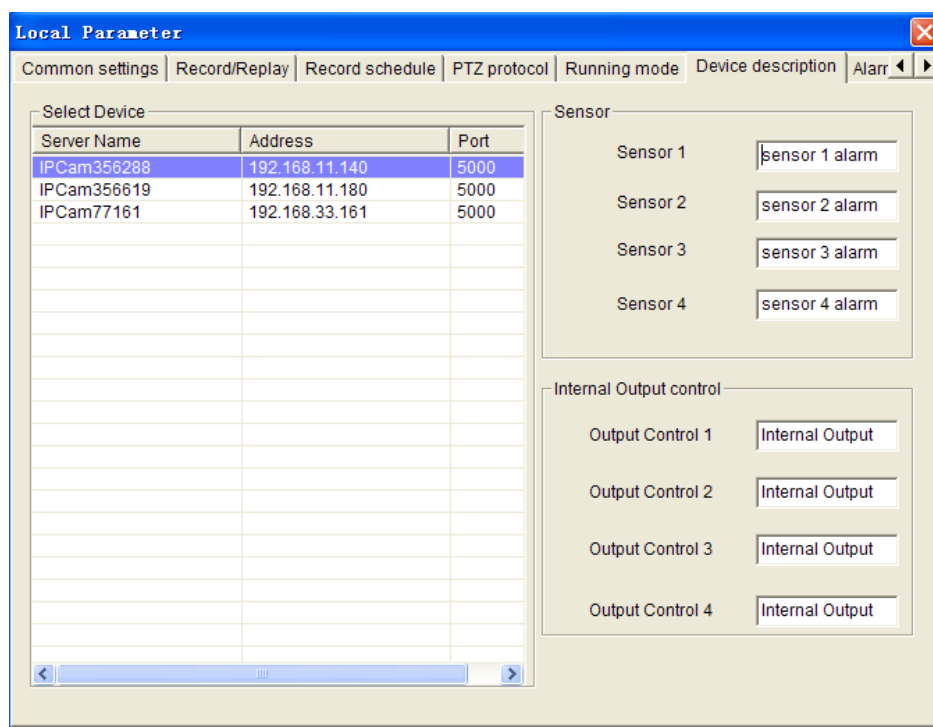 Local Parameter
Common settings Record/Replay Record schedule PTZ protocol Running mode Device description Alarr
Select Device
Server Name Address Port
IPCam356288 192.168.11.140 5000
IPCam356619 192.168.11.180 5000
IPCam77161 192.168.33.161 5000
Sensor
Sensor 1 sensor 1 alarm
Sensor 2 sensor 2 alarm
Sensor 3 sensor 3 alarm
Sensor 4 sensor 4 alarm
Internal Output control
Output Control 1 Internal Output
Output Control 2 Internal Output
Output Control 3 Internal Output
Output Control 4 Internal Output